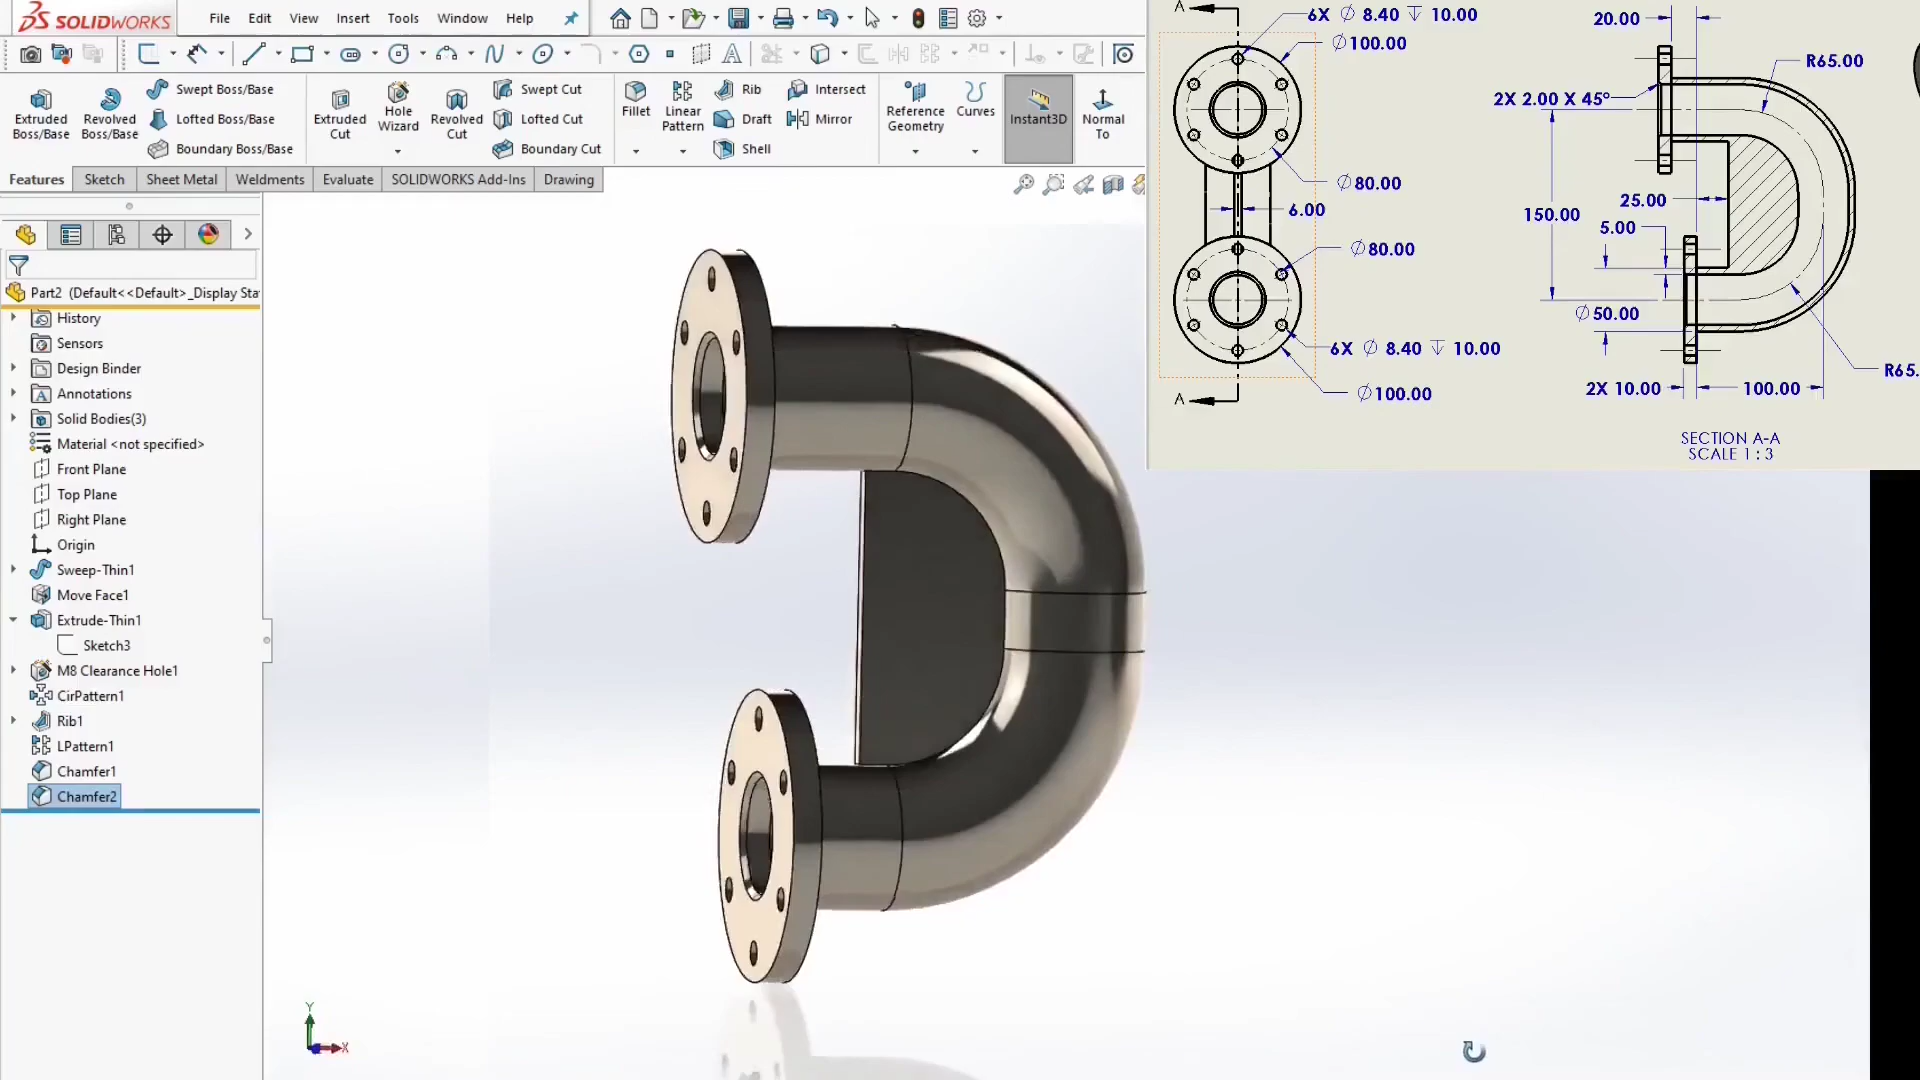 SOLIDWORKS
File Edit View Insert Tools Window Help
Extruded Boss/Base
Revolved Boss/Base
Swept Boss/Base
Lofted Boss/Base
Boundary Boss/Base
Extruded Cut
Hole Wizard
Revolved Cut
Swept Cut
Lofted Cut
Boundary Cut
Fillet
Linear Pattern
Rib
Draft
Shell
Intersect
Mirror
Reference Geometry
Curves
Instant3D
Normal To
Features Sketch Sheet Metal Weldments Evaluate SOLIDWORKS Add-Ins Drawing
Part2 (Default<<Default>_Display Sta
History
Sensors
Design Binder
Annotations
Solid Bodies(3)
Material <not specified>
Front Plane
Top Plane
Right Plane
Origin
Sweep-Thin1
Move Face1
Extrude-Thin1
Sketch3
M8 Clearance Hole1
CirPattern1
Rib1
LPattern1
Chamfer1
Chamfer2
Y
X
A
6X ∅ 8.40 ↧ 10.00
∅100.00
∅80.00
6.00
∅80.00
6X ∅ 8.40 ↧ 10.00
∅100.00
A
20.00
R65.00
2X 2.00 X 45°
25.00
150.00
5.00
∅50.00
R65.
2X 10.00
100.00
SECTION A-A
SCALE 1 : 3